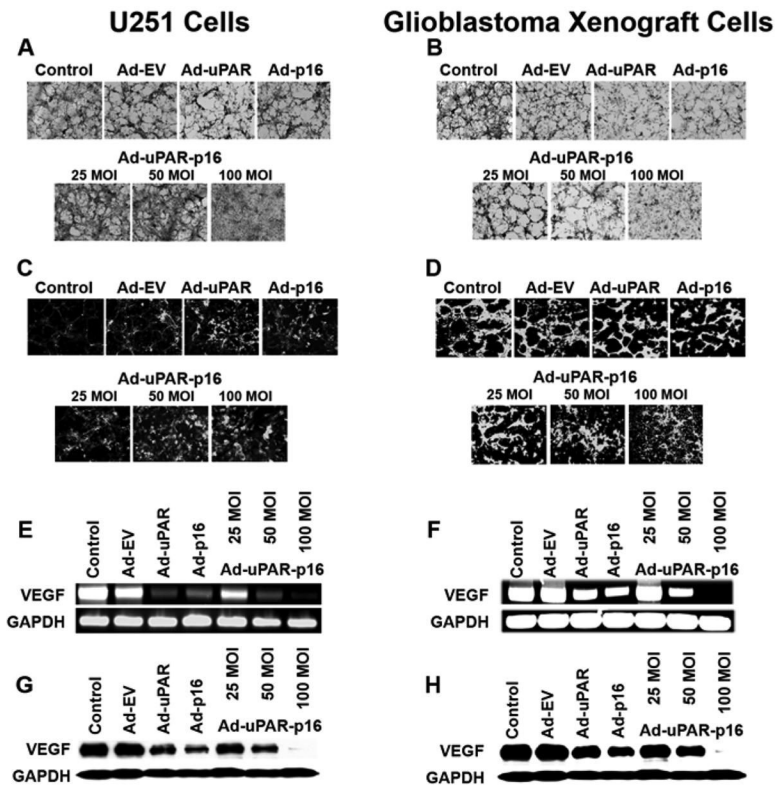 U251 Cells
Glioblastoma Xenograft Cells
A
Control Ad-EV Ad-uPAR Ad-p16
Ad-uPAR-p16
25 MOI 50 MOI 100 MOI
B
Control Ad-EV Ad-uPAR Ad-p16
Ad-uPAR-p16
25 MOI 50 MOI 100 MOI
C
Control Ad-EV Ad-uPAR Ad-p16
Ad-uPAR-p16
25 MOI 50 MOI 100 MOI
D
Control Ad-EV Ad-uPAR Ad-p16
Ad-uPAR-p16
25 MOI 50 MOI 100 MOI
E
Control Ad-EV Ad-uPAR Ad-p16 25 MOI 50 MOI 100 MOI
Ad-uPAR-p16
VEGF
GAPDH
F
Control Ad-EV Ad-uPAR Ad-p16 25 MOI 50 MOI 100 MOI
Ad-uPAR-p16
VEGF
GAPDH
G
Control Ad-EV Ad-uPAR Ad-p16 25 MOI 50 MOI 100 MOI
Ad-uPAR-p16
VEGF
GAPDH
H
Control Ad-EV Ad-uPAR Ad-p16 25 MOI 50 MOI 100 MOI
Ad-uPAR-p16
VEGF
GAPDH